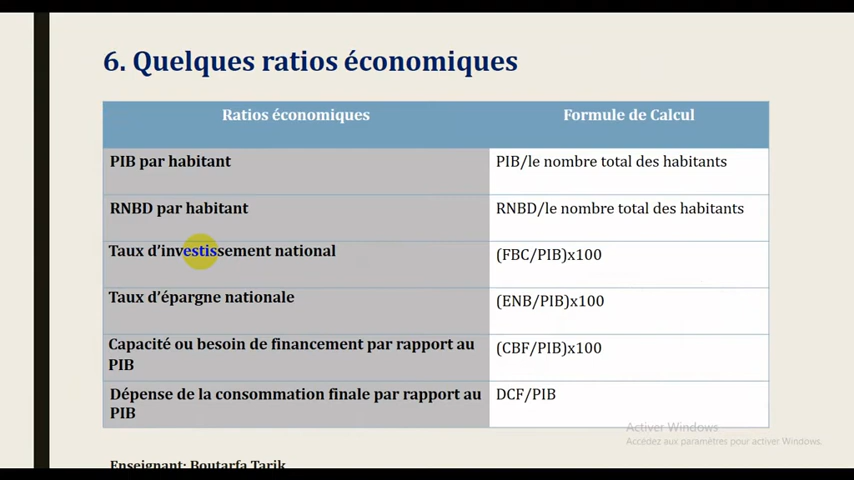 6. Quelques ratios économiques
Ratios économiques
Formule de Calcul
PIB par habitant
PIB/le nombre total des habitants
RNBD par habitant
RNBD/le nombre total des habitants
Taux d’investissement national
(FBC/PIB)x100
Taux d’épargne nationale
(ENB/PIB)x100
Capacité ou besoin de financement par rapport au
PIB
(CBF/PIB)x100
Dépense de la consommation finale par rapport au
PIB
DCF/PIB
Activer Windows
Accédez aux paramètres pour activer Windows.
Enseignant: Boutarfa Tarik